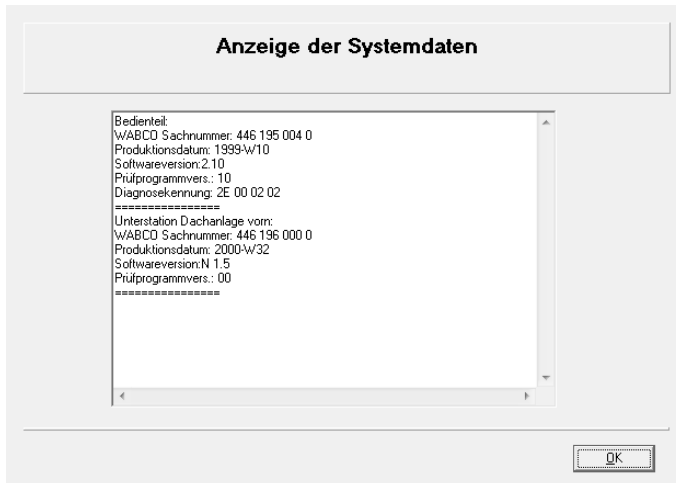 Anzeige der Systemdaten
Bedienteil:
WABCO Sachnummer: 446 195 004 0
Produktionsdatum: 1999-W10
Softwareversion:2.10
Prüfprogrammvers.: 10
Diagnosekennung: 2E 00 02 02
================
Unterstation Dachanlage vorn:
WABCO Sachnummer: 446 196 000 0
Produktionsdatum: 2000-W32
Softwareversion:N 1.5
Prüfprogrammvers.: 00
================
OK